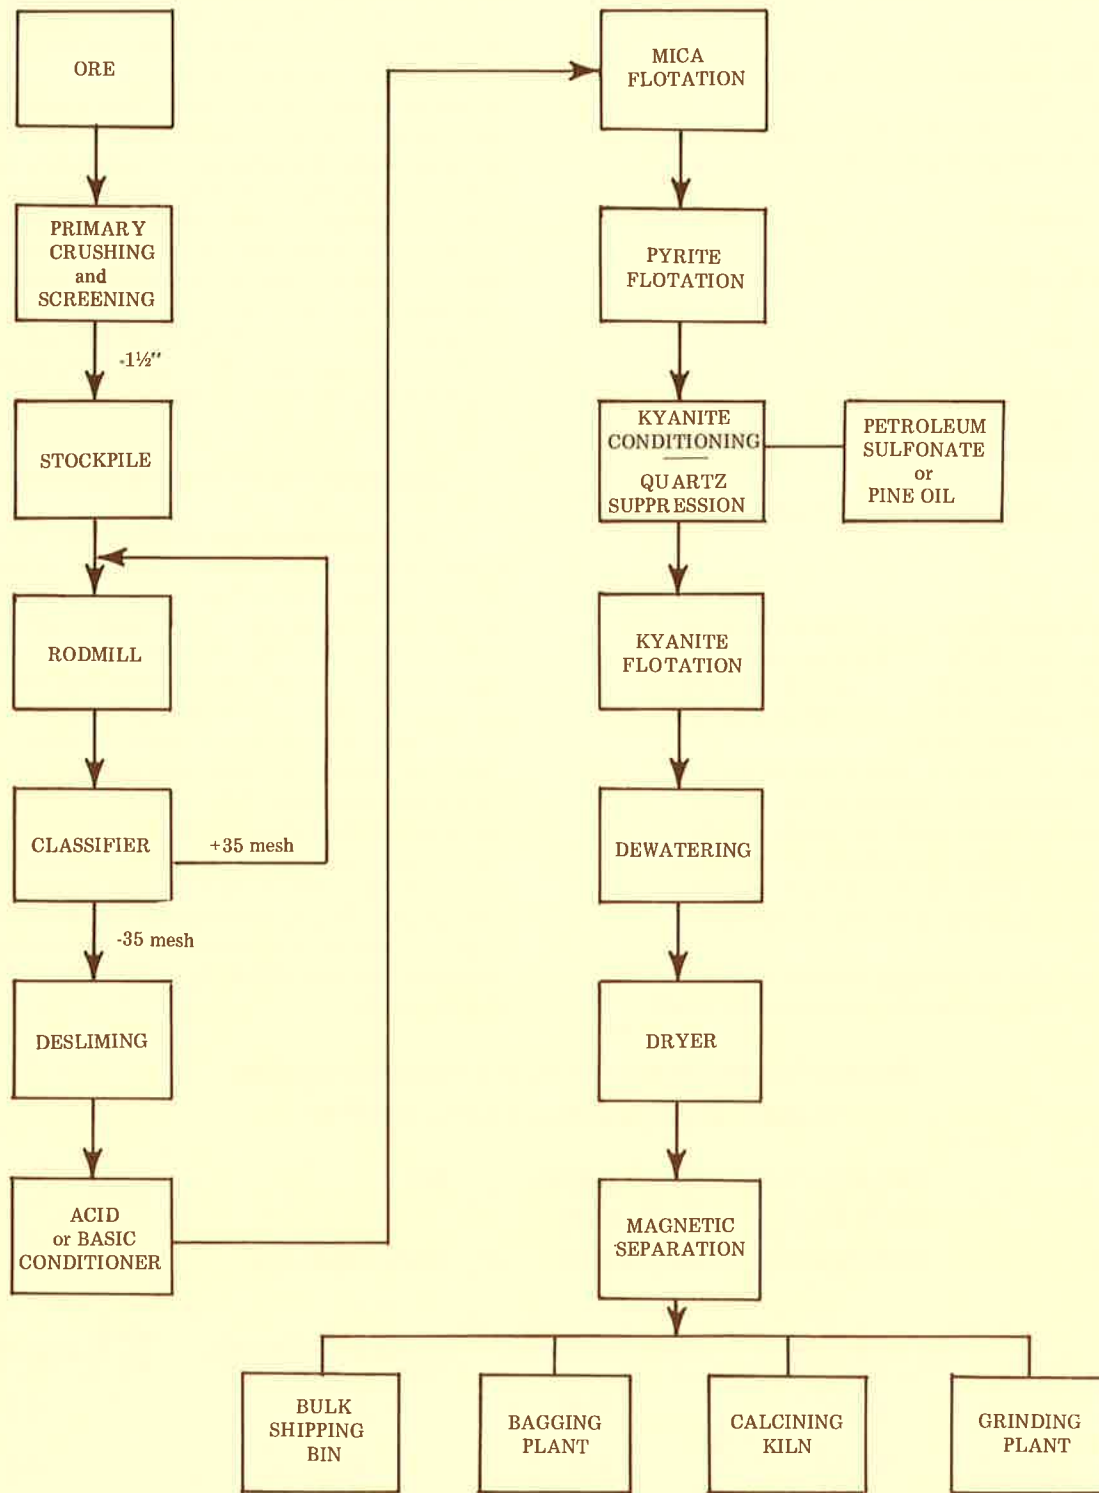 ORE
PRIMARY
CRUSHING
and
SCREENING
-1½"
STOCKPILE
RODMILL
CLASSIFIER
+35 mesh
-35 mesh
DESLIMING
ACID
or BASIC
CONDITIONER
MICA
FLOTATION
PYRITE
FLOTATION
KYANITE
CONDITIONING
QUARTZ
SUPPRESSION
PETROLEUM
SULFONATE
or
PINE OIL
KYANITE
FLOTATION
DEWATERING
DRYER
MAGNETIC
SEPARATION
BULK
SHIPPING
BIN
BAGGING
PLANT
CALCINING
KILN
GRINDING
PLANT